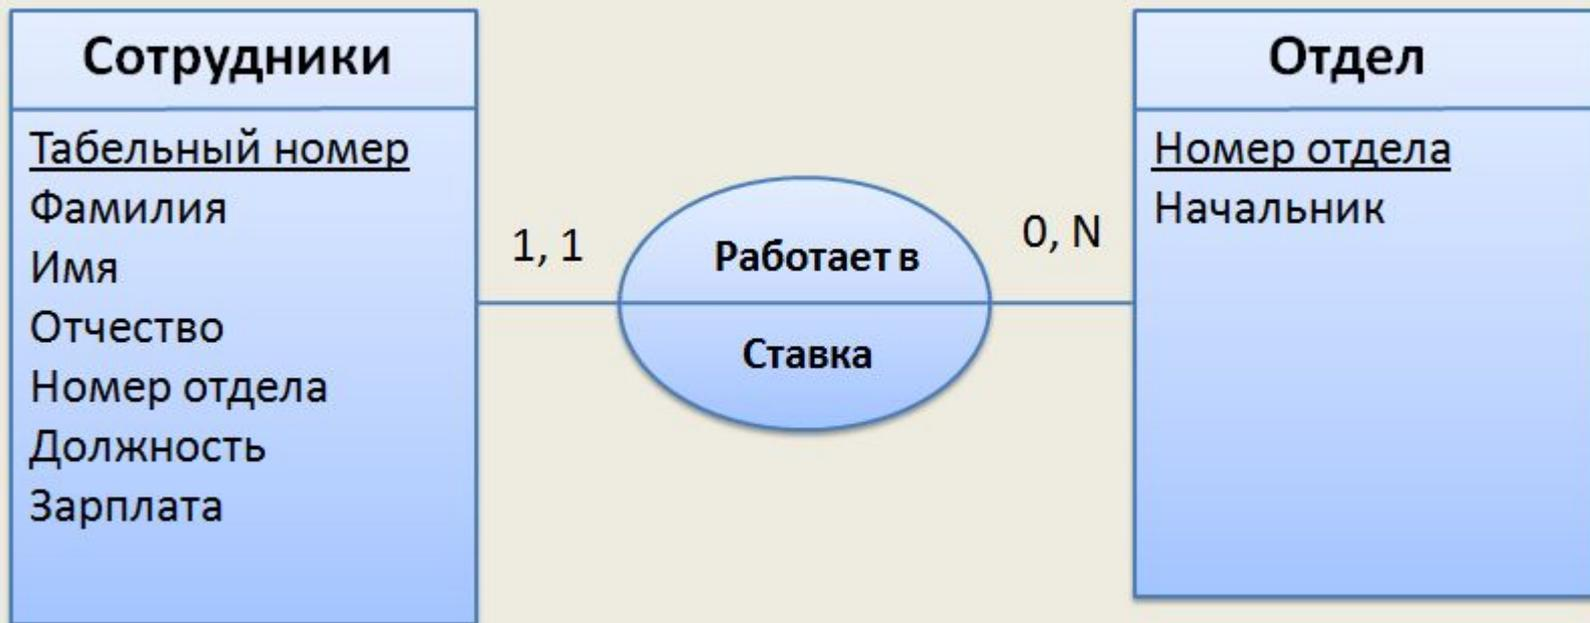 Сотрудники
Табельный номер
Фамилия
Имя
Отчество
Номер отдела
Должность
Зарплата
1, 1
Работает в
Ставка
0, N
Отдел
Номер отдела
Начальник